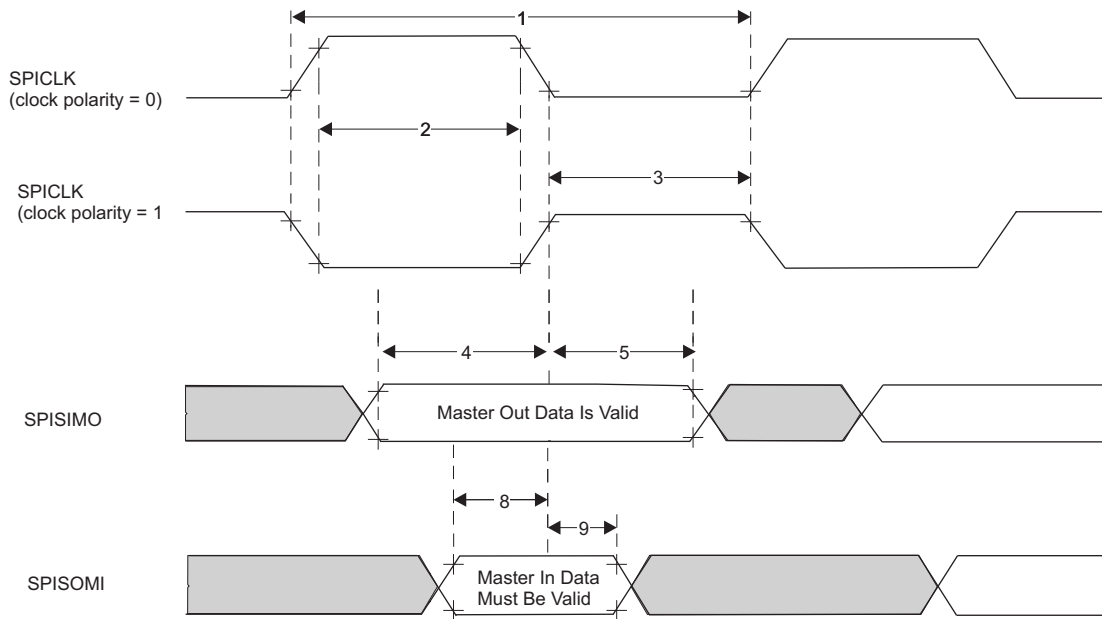 1
SPICLK
(clock polarity = 0)
2
3
SPICLK
(clock polarity = 1
4
5
SPISIMO
Master Out Data Is Valid
8
9
SPISOMI
Master In Data
Must Be Valid